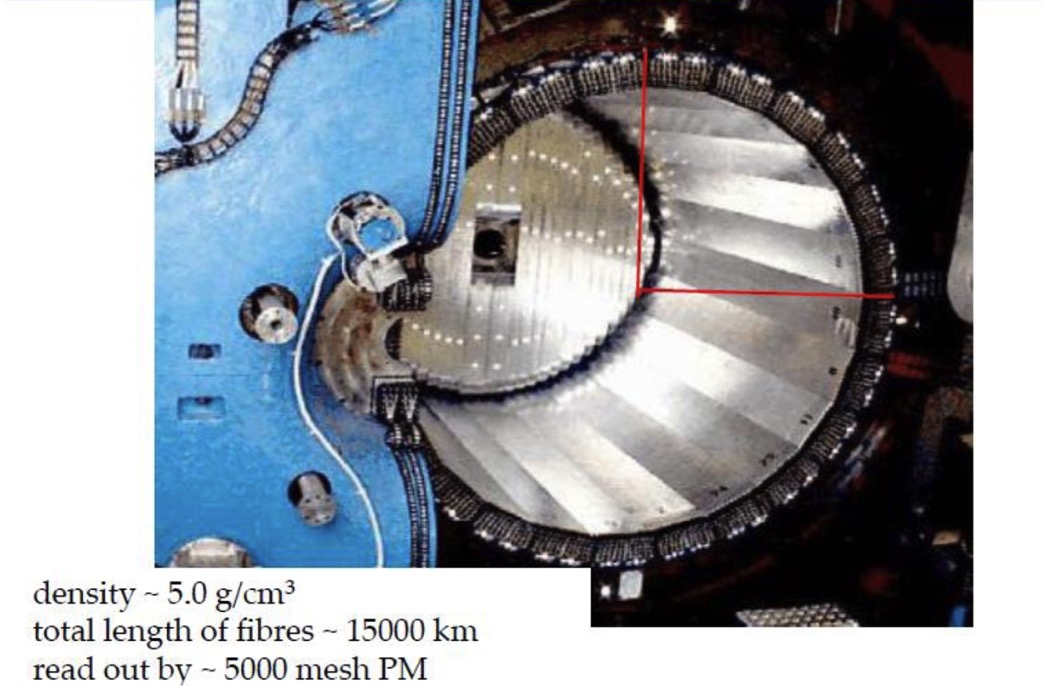 density ~ 5.0 g/cm³
total length of fibres ~ 15000 km
read out by ~ 5000 mesh PM